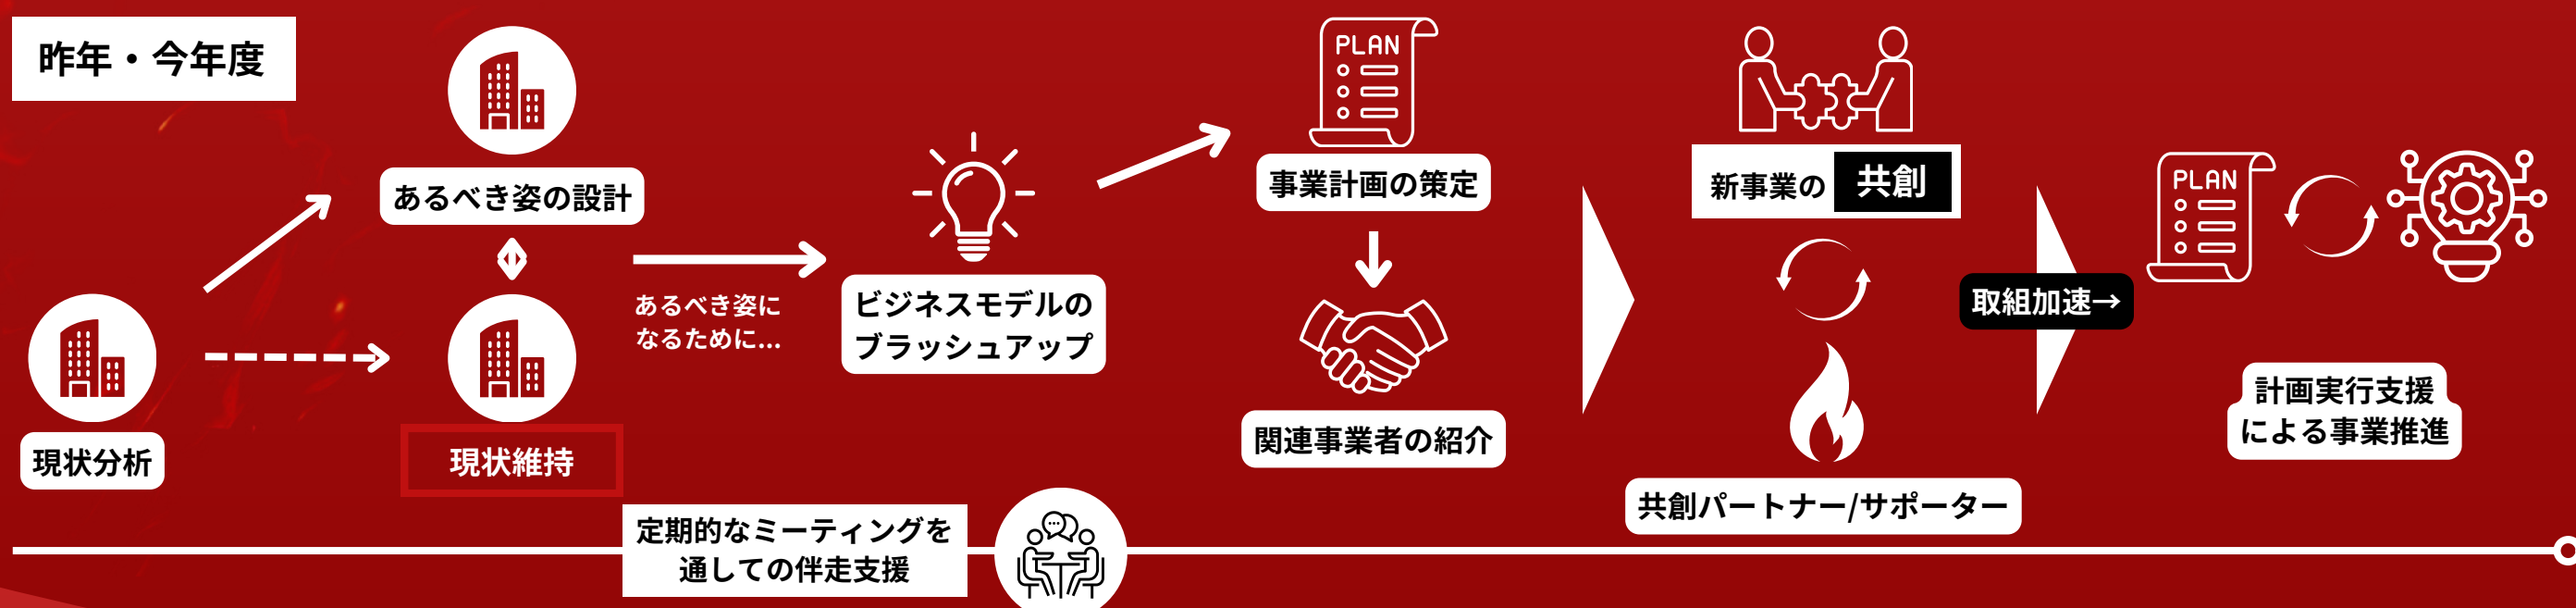 昨年・今年度
現状分析
あるべき姿の設計
現状維持
あるべき姿に
なるために...
ビジネスモデルの
ブラッシュアップ
PLAN
事業計画の策定
関連事業者の紹介
新事業の 共創
共創パートナー/サポーター
取組加速→
PLAN
計画実行支援
による事業推進
定期的なミーティングを
通しての伴走支援